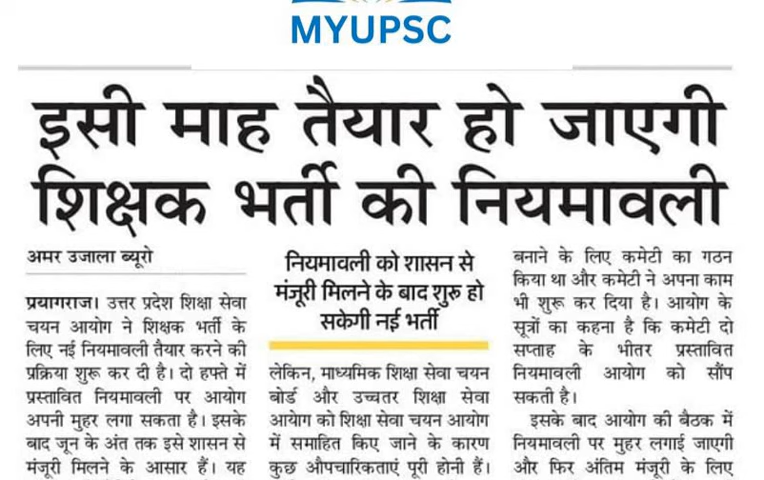 MYUPSC
इसी माह तैयार हो जाएगी
शिक्षक भर्ती की नियमावली
अमर उजाला ब्यूरो
प्रयागराज। उत्तर प्रदेश शिक्षा सेवा
चयन आयोग ने शिक्षक भर्ती के
लिए नई नियमावली तैयार करने की
प्रक्रिया शुरू कर दी है। दो हफ्ते में
प्रस्तावित नियमावली पर आयोग
अपनी मुहर लगा सकता है। इसके
बाद जून के अंत तक इसे शासन से
मंजूरी मिलने के आसार हैं। यह
नियमावली को शासन से
मंजूरी मिलने के बाद शुरू हो
सकेगी नई भर्ती
लेकिन, माध्यमिक शिक्षा सेवा चयन
बोर्ड और उच्चतर शिक्षा सेवा
आयेाग को शिक्षा सेवा चयन आयोग
में समाहित किए जाने के कारण
कुछ औपचारिकताएं पूरी होनी हैं।
बनाने के लिए कमेटी का गठन
किया था और कमेटी ने अपना काम
भी शुरू कर दिया है। आयोग के
सूत्रों का कहना है कि कमेटी दो
सप्ताह के भीतर प्रस्तावित
नियमावली आयोग को सौंप
सकती है।
इसके बाद आयोग की बैठक में
नियमावली पर मुहर लगाई जाएगी
और फिर अंतिम मंजूरी के लिए